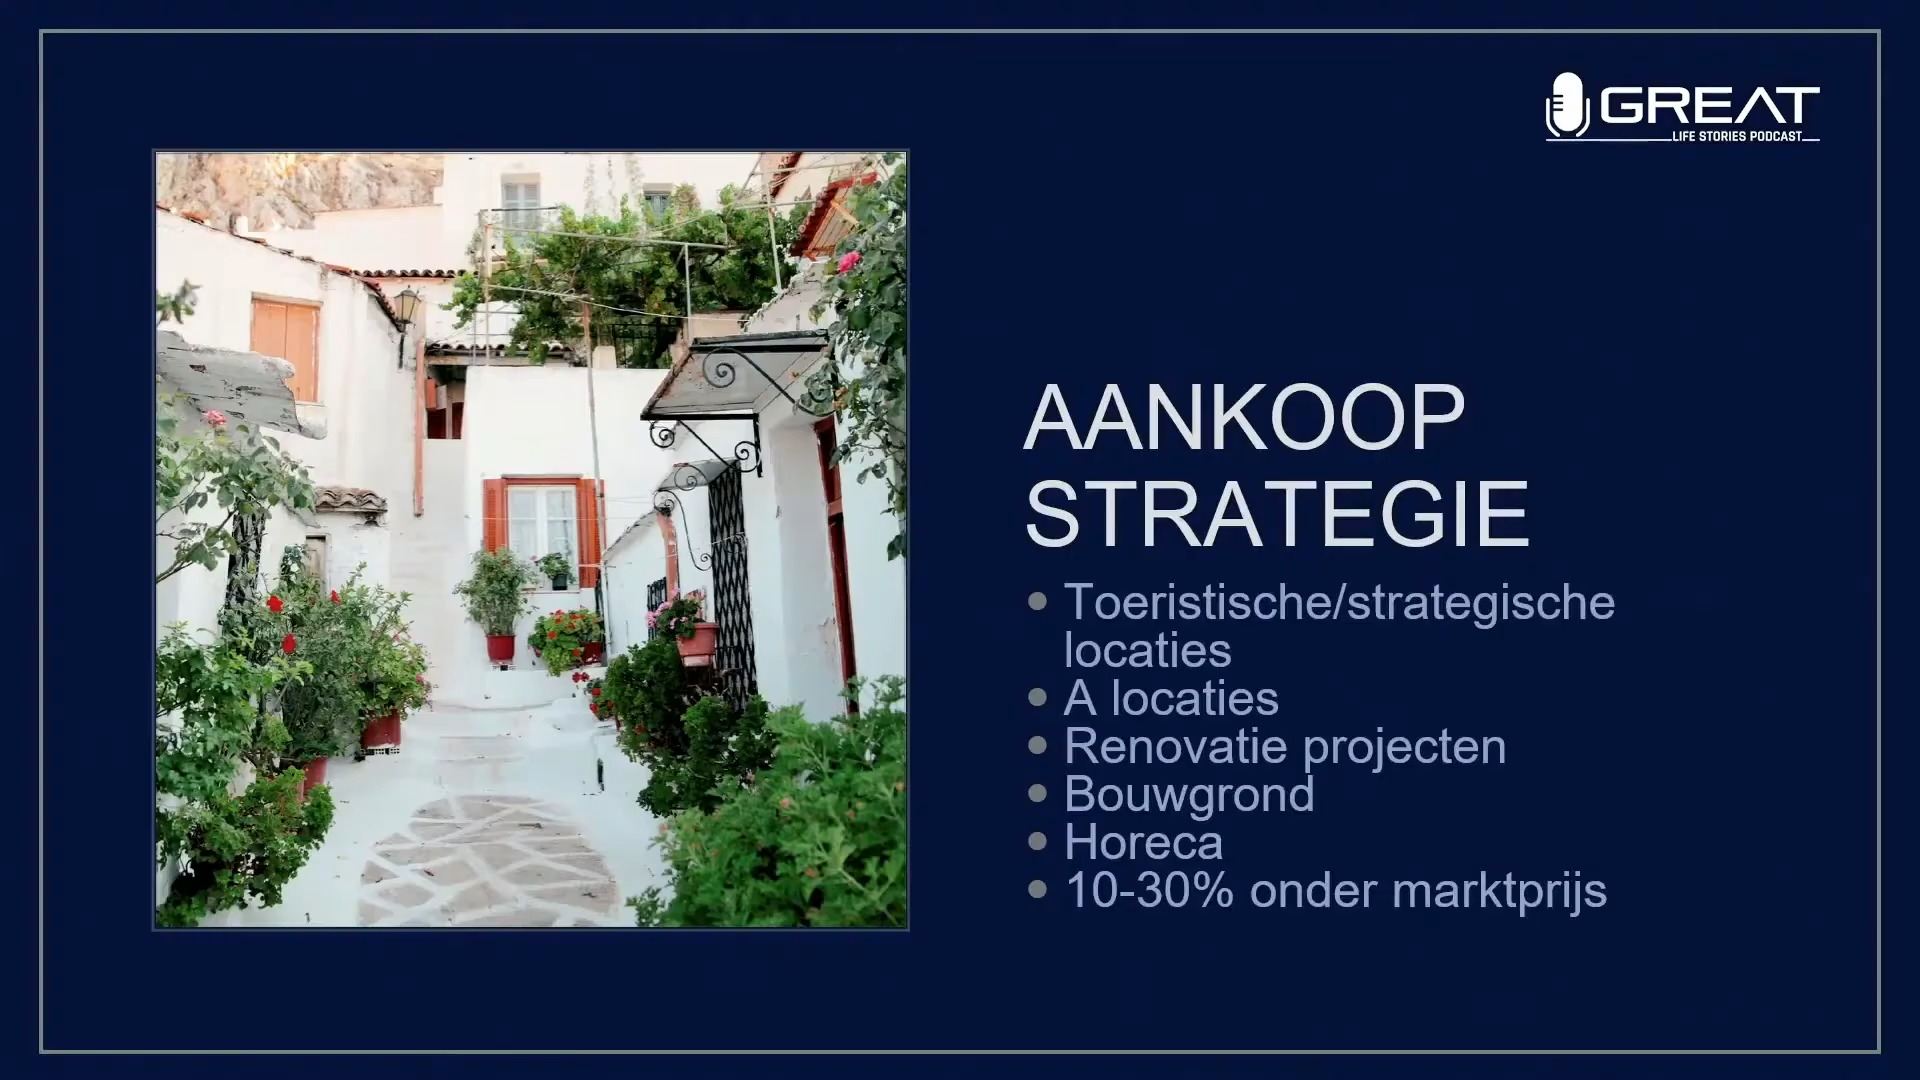 GREAT
LIFE STORIES PODCAST
AANKOOP
STRATEGIE
Toeristische/strategische
locaties
A locaties
Renovatie projecten
Bouwgrond
Horeca
10-30% onder marktprijs